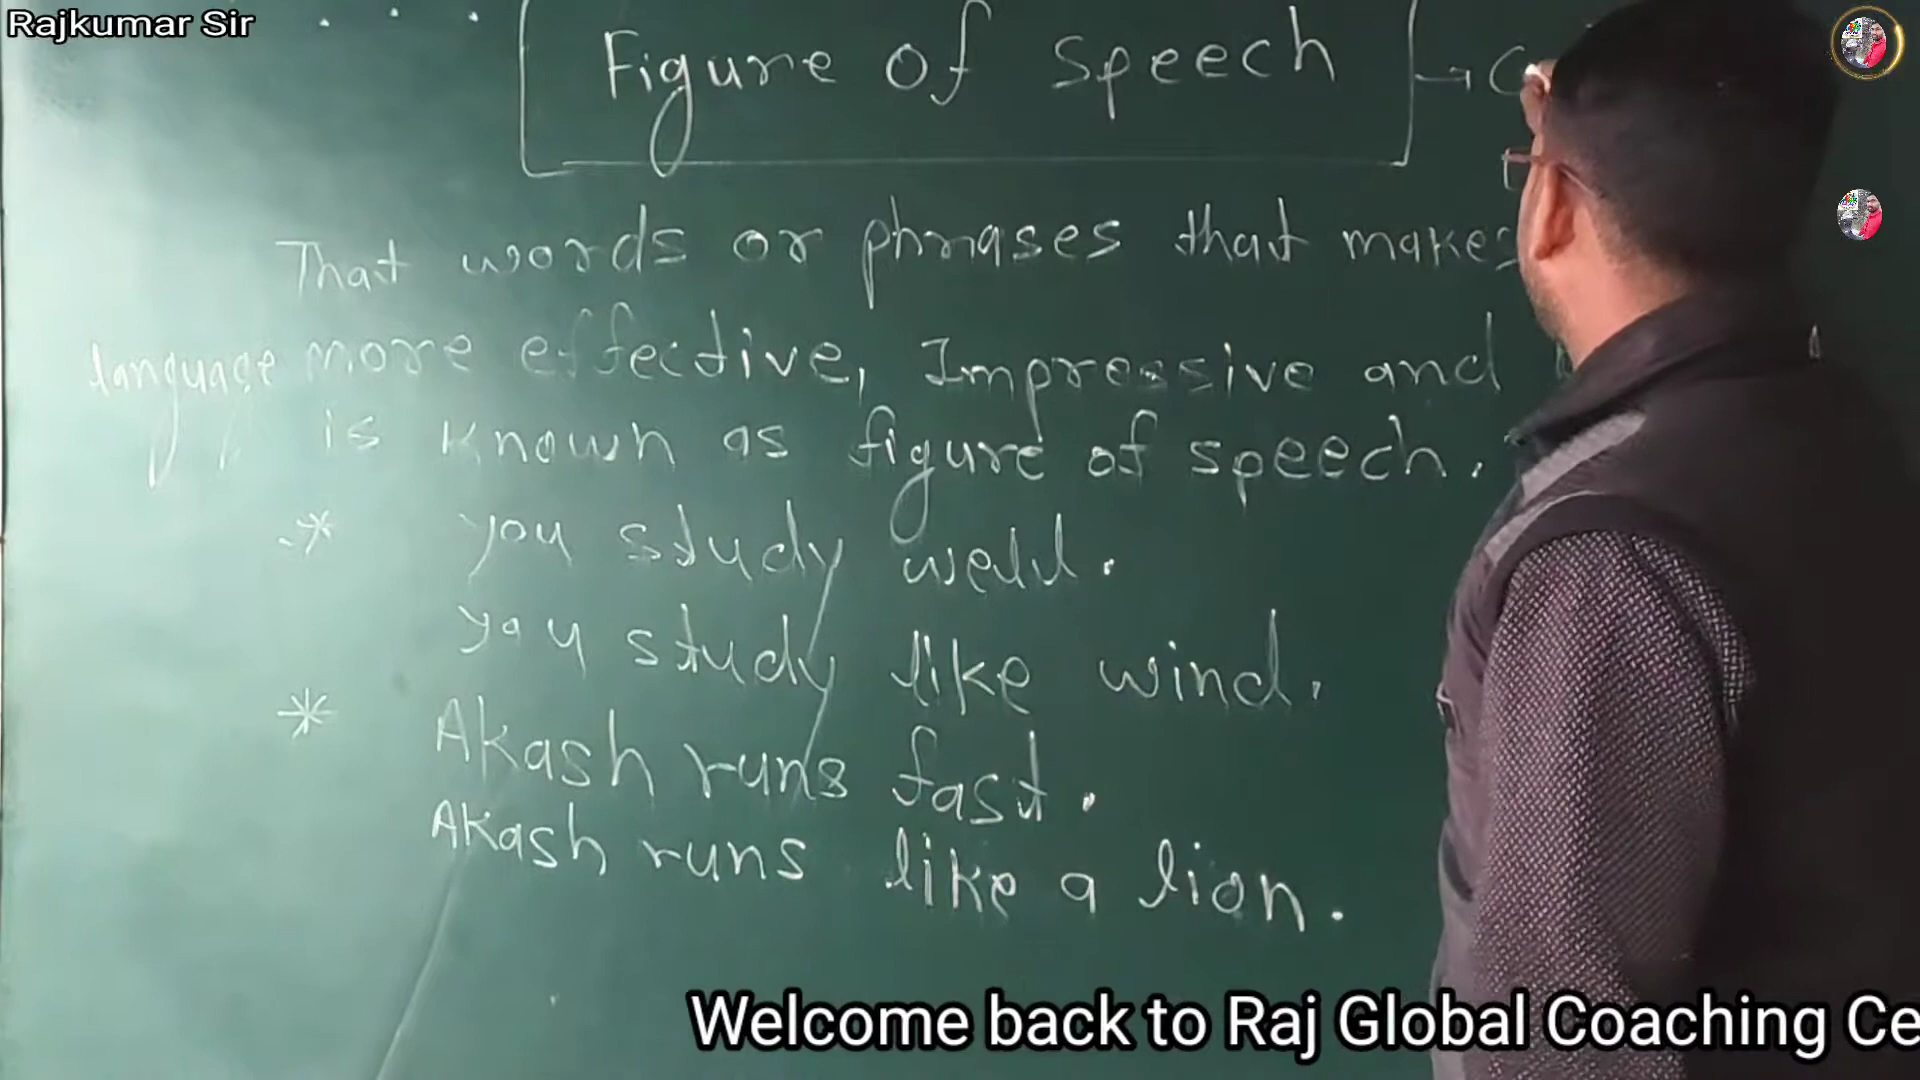 Rajkumar Sir
Figure of speech
That words or phrases that makes
language more effective, Impressive and
is known as figure of speech.
* you study well.
you study like wind.
* Akash runs fast.
Akash runs like a lion.
Welcome back to Raj Global Coaching Ce